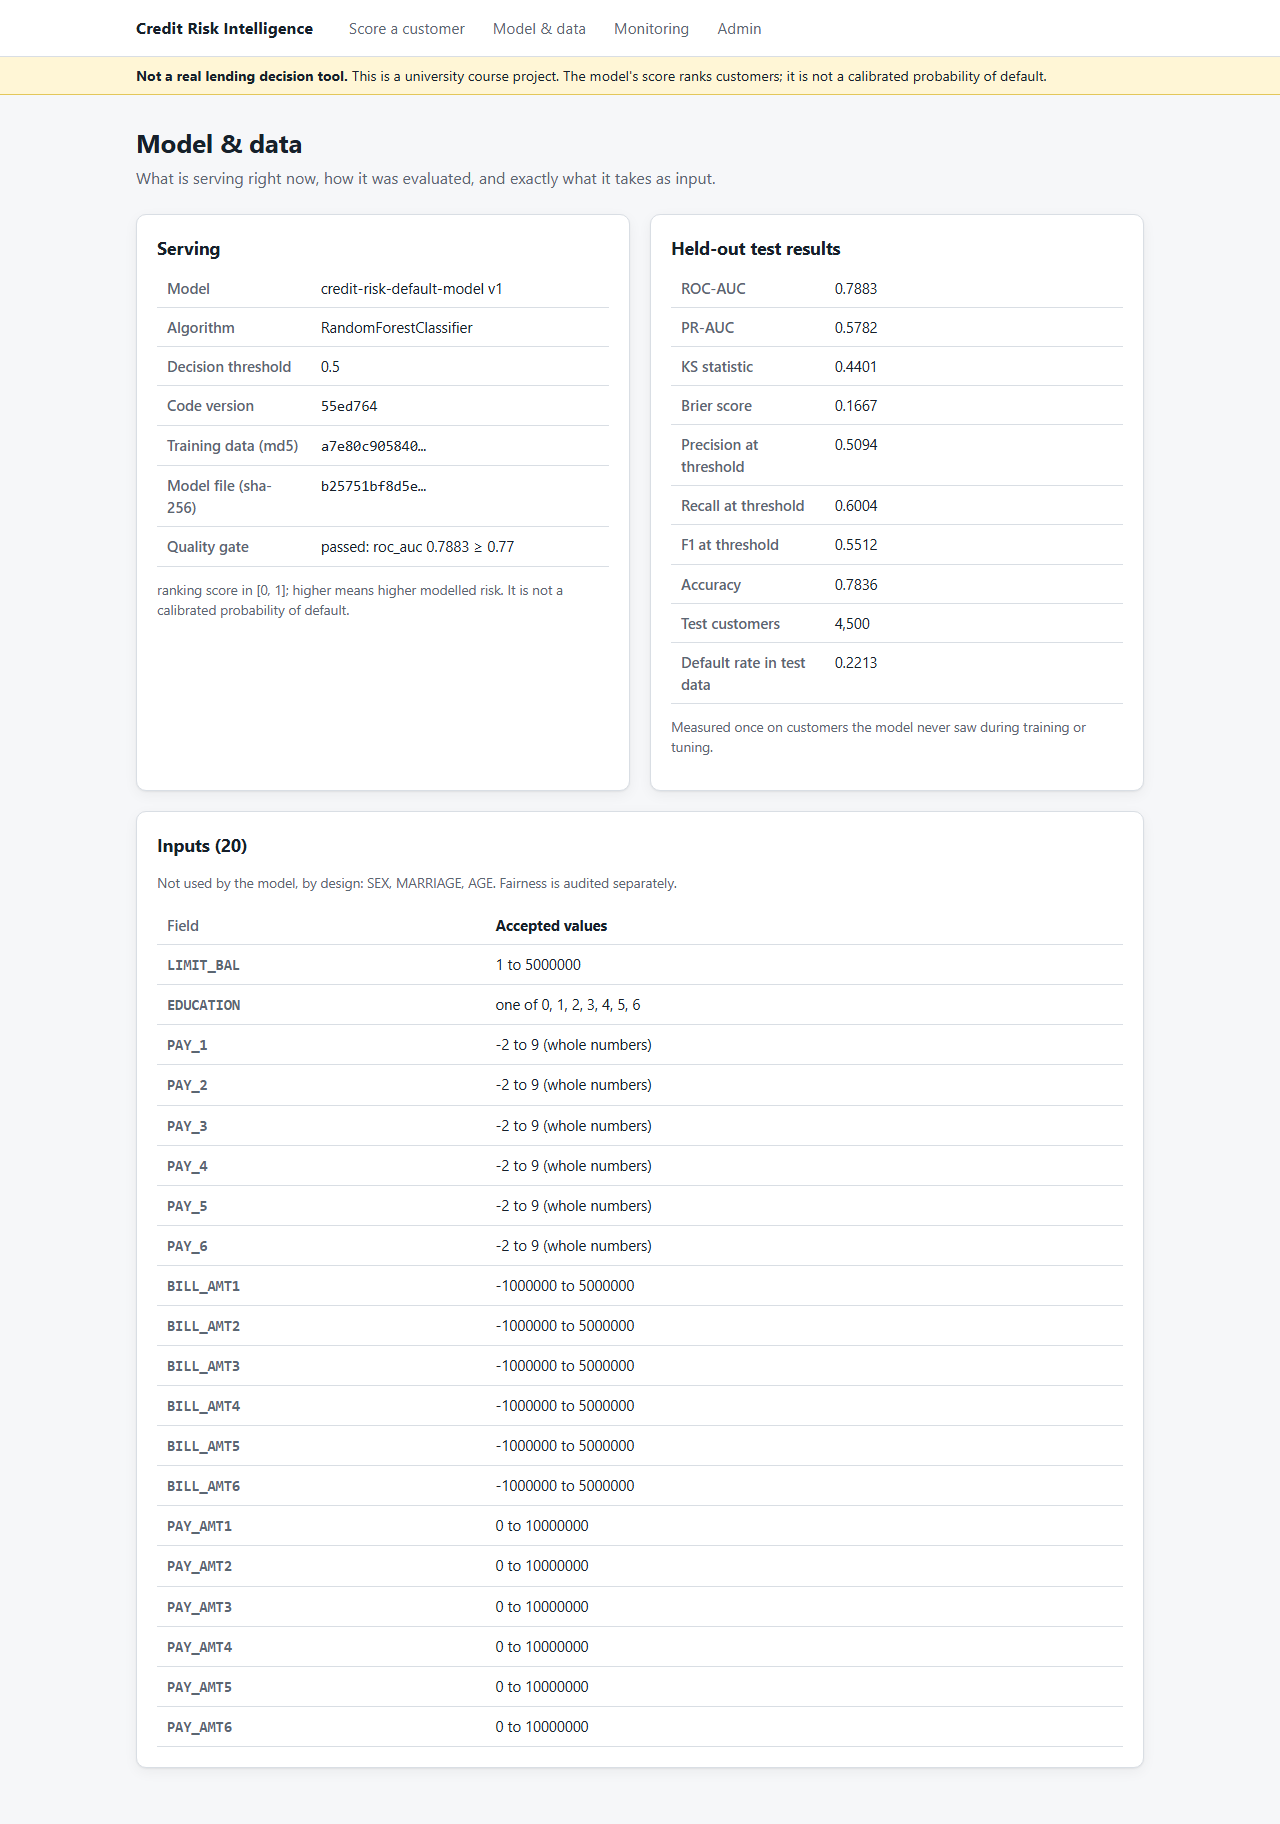 Credit Risk Intelligence Score a customer Model & data Monitoring Admin
Not a real lending decision tool. This is a university course project. The model's score ranks customers; it is not a calibrated probability of default.
Model & data
What is serving right now, how it was evaluated, and exactly what it takes as input.
Serving
Model credit-risk-default-model v1
Algorithm RandomForestClassifier
Decision threshold 0.5
Code version 55ed764
Training data (md5) a7e80c905840…
Model file (sha-
256) b25751bf8d5e…
Quality gate passed: roc_auc 0.7883 ≥ 0.77
ranking score in [0, 1]; higher means higher modelled risk. It is not a
calibrated probability of default.
Held-out test results
ROC-AUC 0.7883
PR-AUC 0.5782
KS statistic 0.4401
Brier score 0.1667
Precision at
threshold 0.5094
Recall at threshold 0.6004
F1 at threshold 0.5512
Accuracy 0.7836
Test customers 4,500
Default rate in test
data 0.2213
Measured once on customers the model never saw during training or
tuning.
Inputs (20)
Not used by the model, by design: SEX, MARRIAGE, AGE. Fairness is audited separately.
Field Accepted values
LIMIT_BAL 1 to 5000000
EDUCATION one of 0, 1, 2, 3, 4, 5, 6
PAY_1 -2 to 9 (whole numbers)
PAY_2 -2 to 9 (whole numbers)
PAY_3 -2 to 9 (whole numbers)
PAY_4 -2 to 9 (whole numbers)
PAY_5 -2 to 9 (whole numbers)
PAY_6 -2 to 9 (whole numbers)
BILL_AMT1 -1000000 to 5000000
BILL_AMT2 -1000000 to 5000000
BILL_AMT3 -1000000 to 5000000
BILL_AMT4 -1000000 to 5000000
BILL_AMT5 -1000000 to 5000000
BILL_AMT6 -1000000 to 5000000
PAY_AMT1 0 to 10000000
PAY_AMT2 0 to 10000000
PAY_AMT3 0 to 10000000
PAY_AMT4 0 to 10000000
PAY_AMT5 0 to 10000000
PAY_AMT6 0 to 10000000